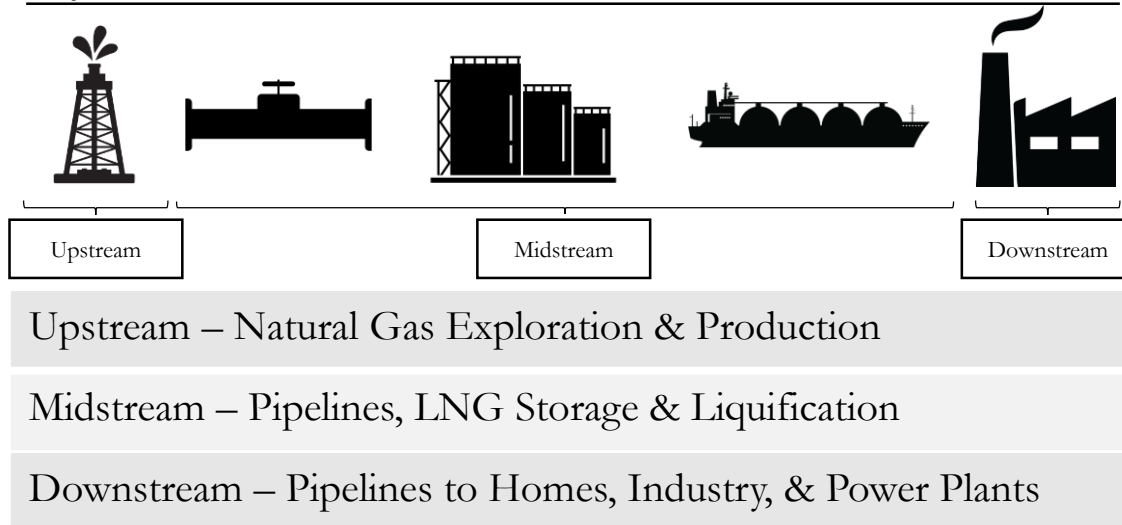 Upstream
Midstream
Downstream
Upstream – Natural Gas Exploration & Production
Midstream – Pipelines, LNG Storage & Liquification
Downstream – Pipelines to Homes, Industry, & Power Plants